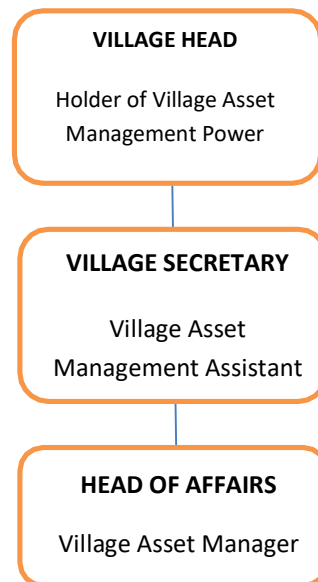 VILLAGE HEAD
Holder of Village Asset
Management Power
VILLAGE SECRETARY
Village Asset
Management Assistant
HEAD OF AFFAIRS
Village Asset Manager